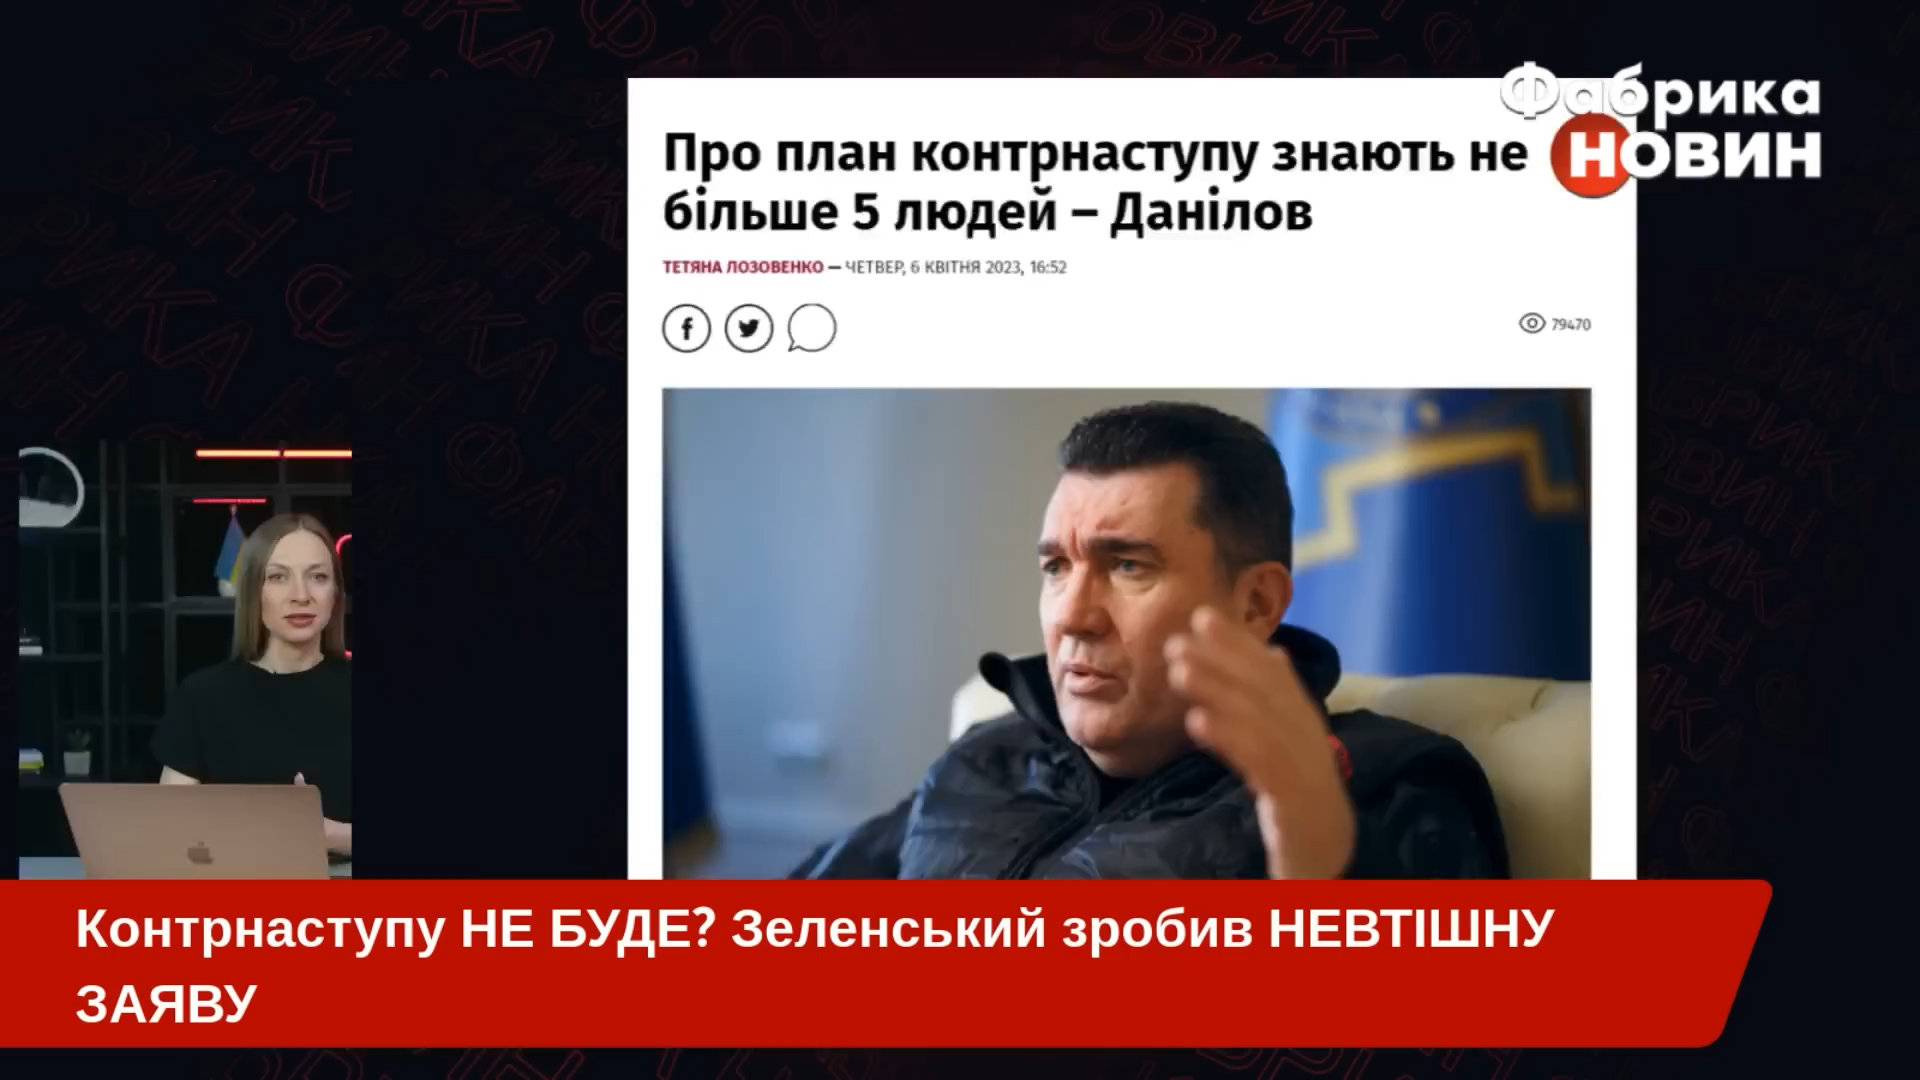 Фабрика
НОВИН
Про план контрнаступу знають не
більше 5 людей – Данілов
ТЕТЯНА ЛОЗОВЕНКО — ЧЕТВЕР, 6 КВІТНЯ 2023, 16:52
79470
Контрнаступу НЕ БУДЕ? Зеленський зробив НЕВТІШНУ
ЗАЯВУ